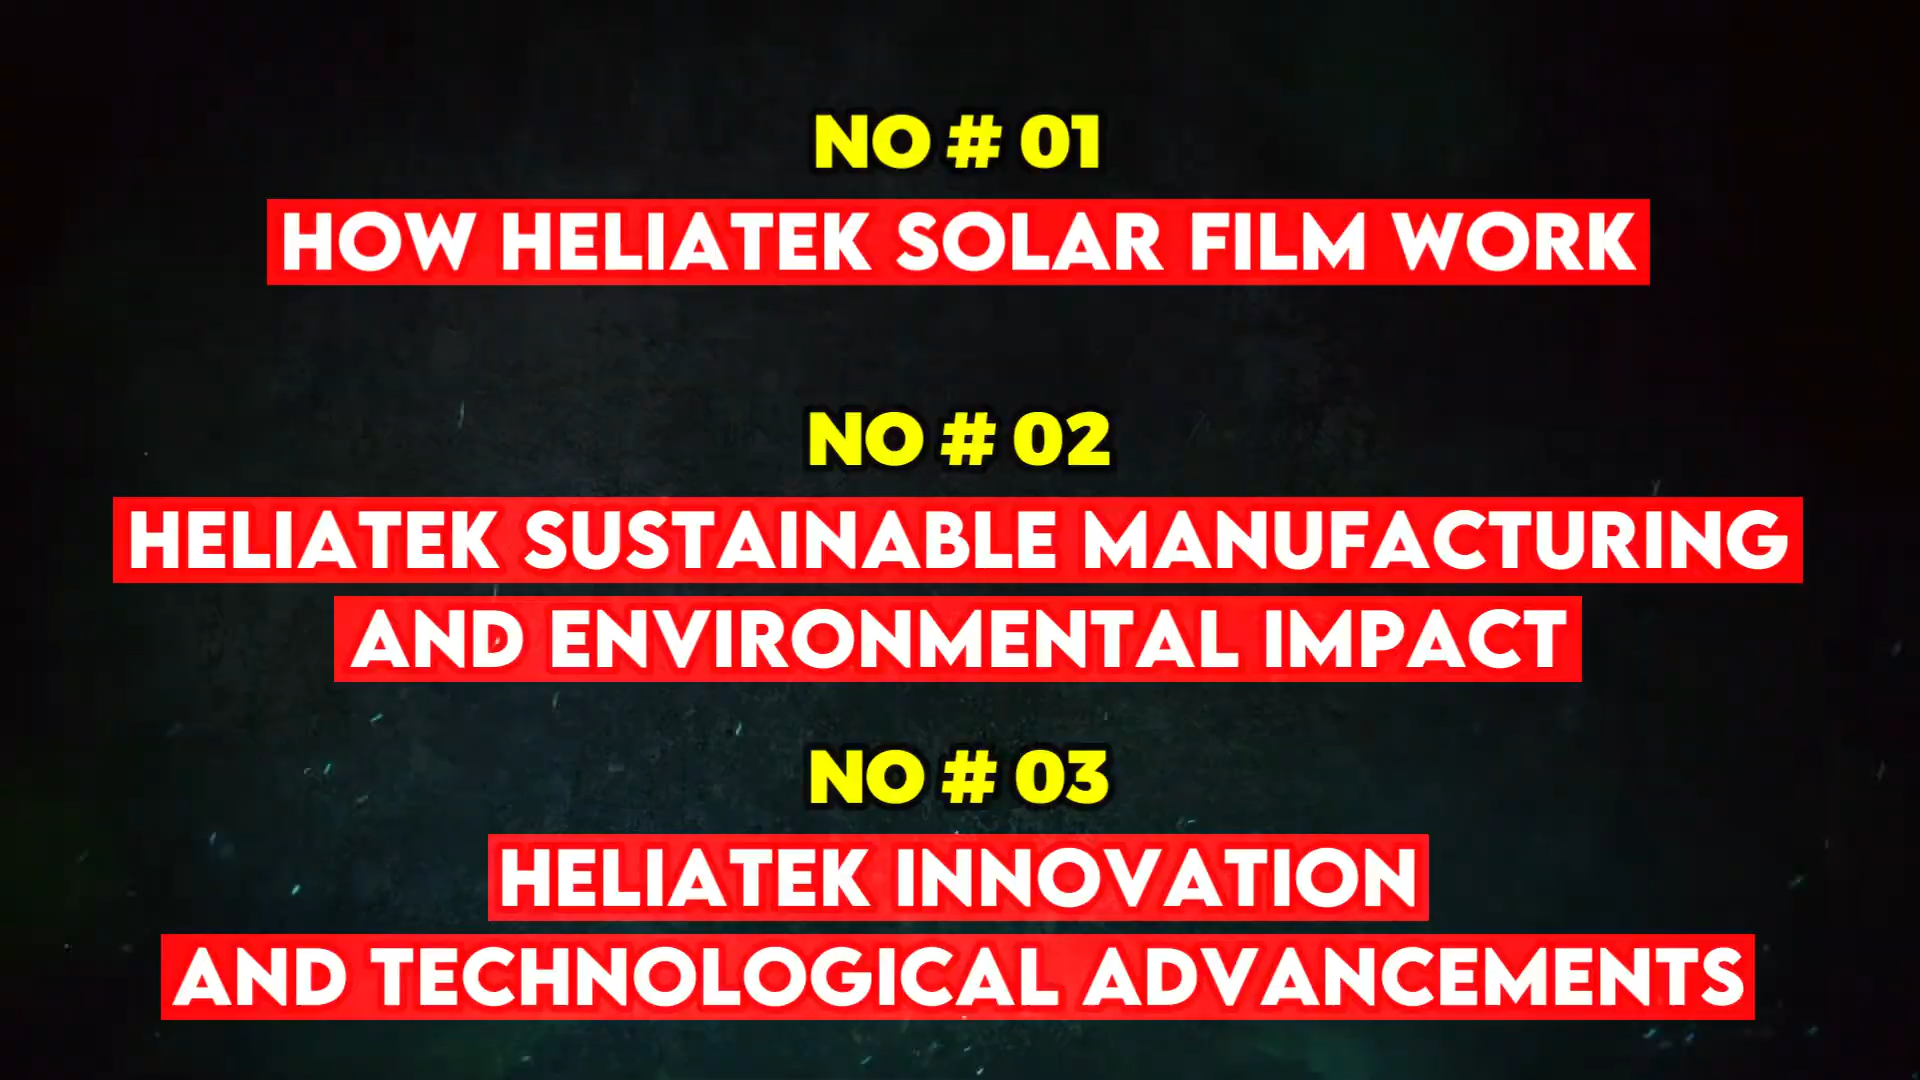 NO # 01
HOW HELIATEK SOLAR FILM WORK
NO # 02
HELIATEK SUSTAINABLE MANUFACTURING
AND ENVIRONMENTAL IMPACT
NO # 03
HELIATEK INNOVATION
AND TECHNOLOGICAL ADVANCEMENTS